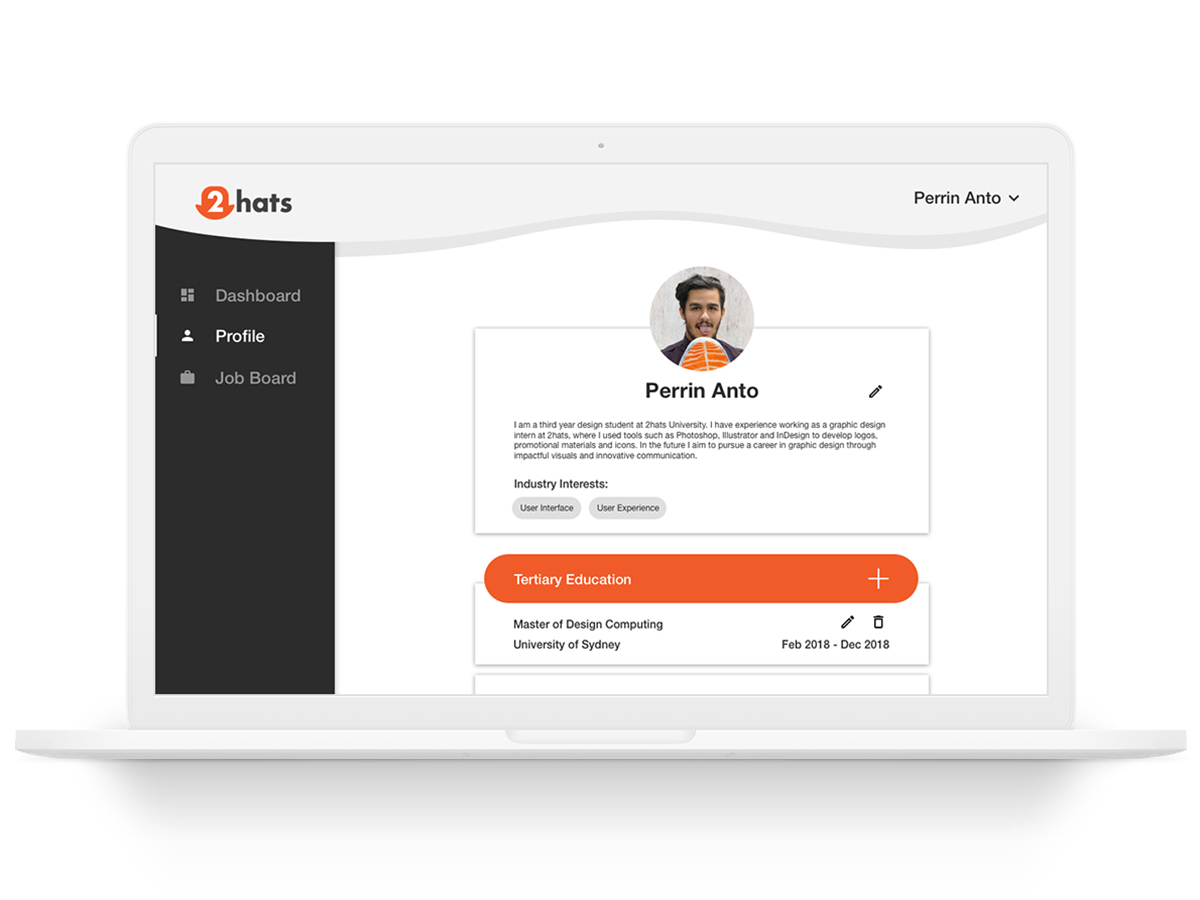 2hats
Perrin Anto
Dashboard
Profile
Job Board
Perrin Anto
I am a third year design student at 2hats University. I have experience working as a graphic design
intern at 2hats, where I used tools such as Photoshop, Illustrator and InDesign to develop logos,
promotional materials and icons. In the future I aim to pursue a career in graphic design through
impactful visuals and innovative communication.
Industry Interests:
User Interface User Experience
Tertiary Education
Master of Design Computing
University of Sydney Feb 2018 - Dec 2018